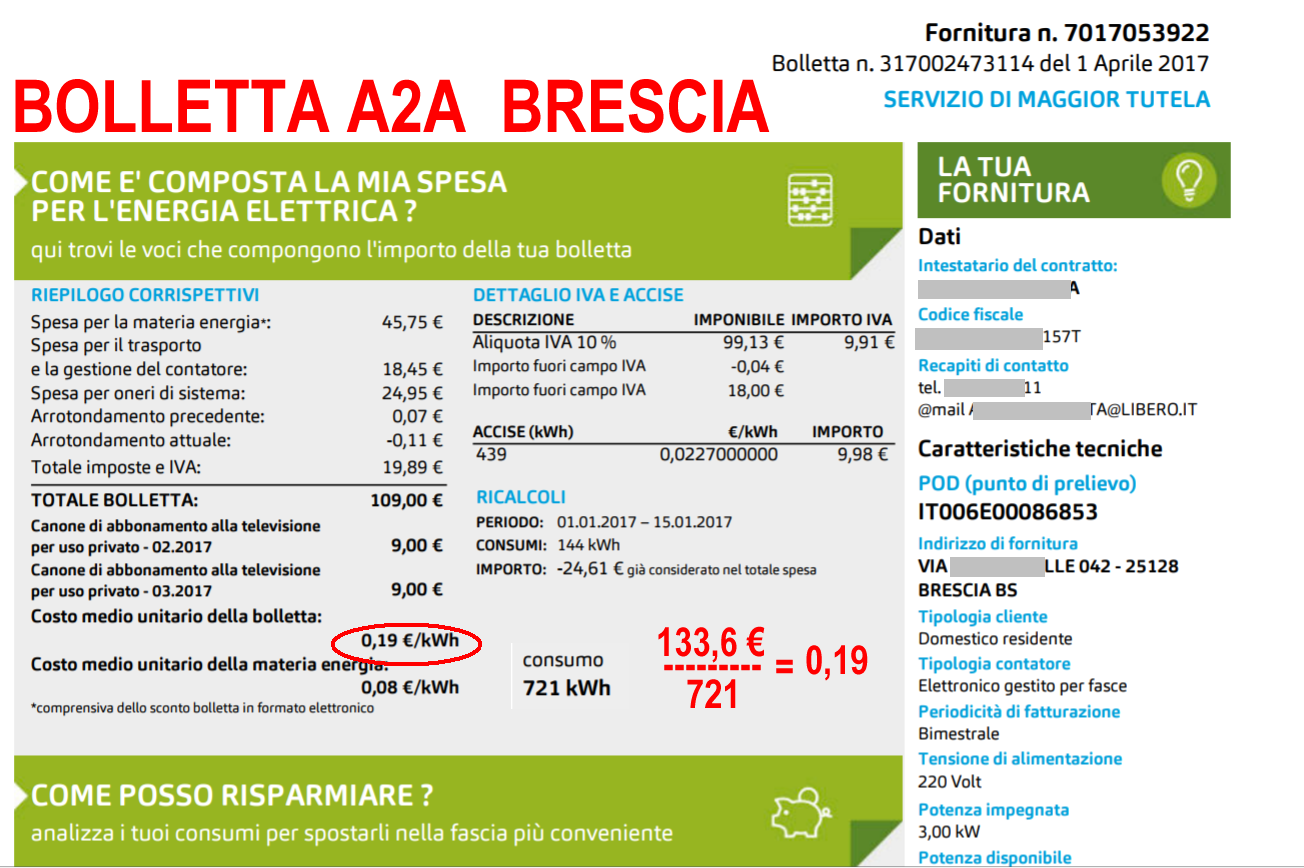 Fornitura n. 7017053922
Bolletta n. 317002473114 del 1 Aprile 2017
SERVIZIO DI MAGGIOR TUTELA
BOLLETTA A2A BRESCIA
COME E' COMPOSTA LA MIA SPESA
PER L'ENERGIA ELETTRICA ?
qui trovi le voci che compongono l'importo della tua bolletta
RIEPILOGO CORRISPETTIVI
Spesa per la materia energia*: 45,75 €
Spesa per il trasporto
e la gestione del contatore: 18,45 €
Spesa per oneri di sistema: 24,95 €
Arrotondamento precedente: 0,07 €
Arrotondamento attuale: -0,11 €
Totale imposte e IVA: 19,89 €
TOTALE BOLLETTA: 109,00 €
Canone di abbonamento alla televisione
per uso privato - 02.2017 9,00 €
Canone di abbonamento alla televisione
per uso privato - 03.2017 9,00 €
Costo medio unitario della bolletta:
0,19 €/kWh
Costo medio unitario della materia energia:
0,08 €/kWh
*comprensiva dello sconto bolletta in formato elettronico
DETTAGLIO IVA E ACCISE
DESCRIZIONE IMPONIBILE IMPORTO IVA
Aliquota IVA 10 % 99,13 € 9,91 €
Importo fuori campo IVA -0,04 €
Importo fuori campo IVA 18,00 €
ACCISE (kWh) €/kWh IMPORTO
439 0,0227000000 9,98 €
RICALCOLI
PERIODO: 01.01.2017 – 15.01.2017
CONSUMI: 144 kWh
IMPORTO: -24,61 € già considerato nel totale spesa
consumo
721 kWh
133,6 €
---------- = 0,19
721
COME POSSO RISPARMIARE ?
analizza i tuoi consumi per spostarli nella fascia più conveniente
LA TUA
FORNITURA
Dati
Intestatario del contratto:
A
Codice fiscale
157T
Recapiti di contatto
tel. 11
@mail TA@LIBERO.IT
Caratteristiche tecniche
POD (punto di prelievo)
IT006E00086853
Indirizzo di fornitura
VIA LLE 042 - 25128
BRESCIA BS
Tipologia cliente
Domestico residente
Tipologia contatore
Elettronico gestito per fasce
Periodicità di fatturazione
Bimestrale
Tensione di alimentazione
220 Volt
Potenza impegnata
3,00 kW
Potenza disponibile